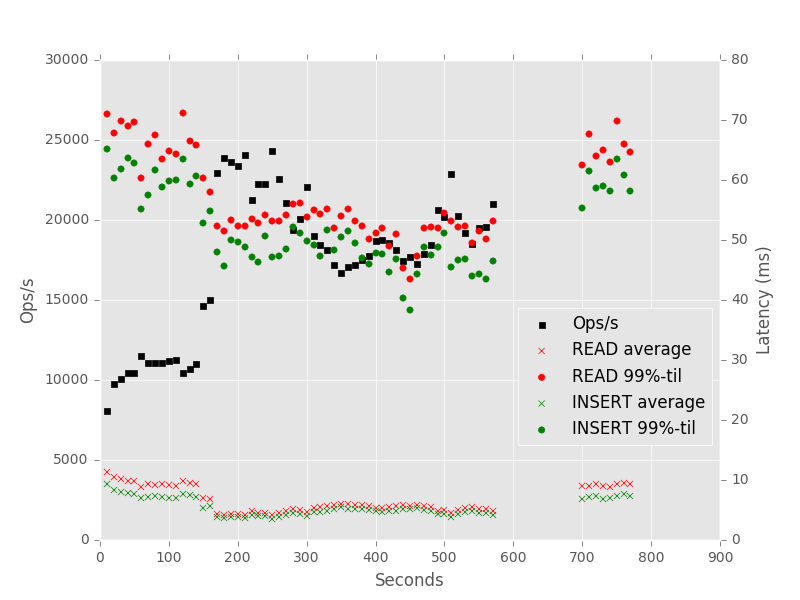 30000
25000
20000
15000
10000
5000
0
Ops/s
80
70
60
50
40
30
20
10
0
Latency (ms)
Ops/s
READ average
READ 99%-til
INSERT average
INSERT 99%-til
0 100 200 300 400 500 600 700 800 900
Seconds